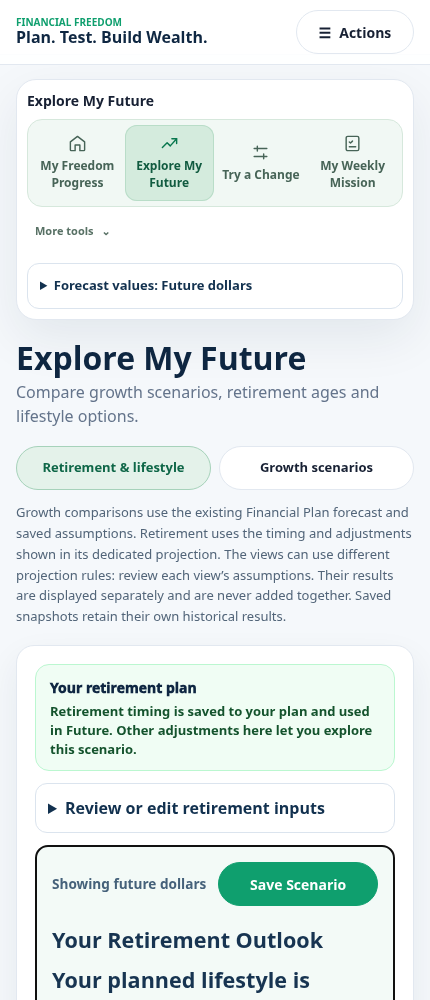 FINANCIAL FREEDOM
Plan. Test. Build Wealth.
☰ Actions
Explore My Future
My Freedom Progress
Explore My Future
Try a Change
My Weekly Mission
More tools ⌄
▶ Forecast values: Future dollars
Explore My Future
Compare growth scenarios, retirement ages and
lifestyle options.
Retirement & lifestyle
Growth scenarios
Growth comparisons use the existing Financial Plan forecast and
saved assumptions. Retirement uses the timing and adjustments
shown in its dedicated projection. The views can use different
projection rules: review each view’s assumptions. Their results
are displayed separately and are never added together. Saved
snapshots retain their own historical results.
Your retirement plan
Retirement timing is saved to your plan and used
in Future. Other adjustments here let you explore
this scenario.
▶ Review or edit retirement inputs
Showing future dollars
Save Scenario
Your Retirement Outlook
Your planned lifestyle is